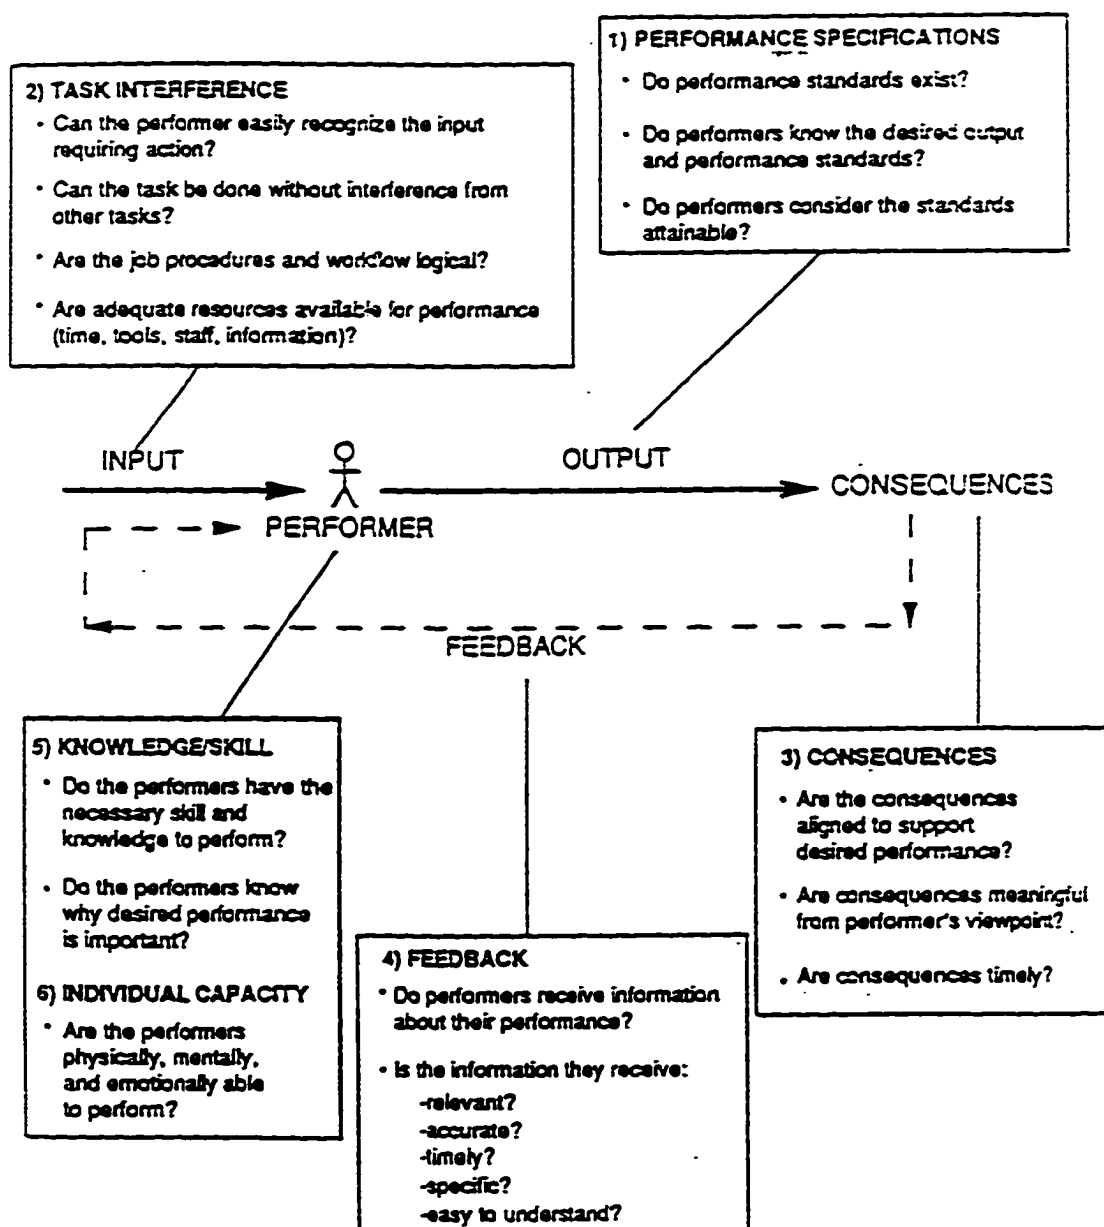 1) PERFORMANCE SPECIFICATIONS
• Do performance standards exist?
• Do performers know the desired output
and performance standards?
• Do performers consider the standards
attainable?
2) TASK INTERFERENCE
• Can the performer easily recognize the input
requiring action?
• Can the task be done without interference from
other tasks?
• Are the job procedures and workflow logical?
• Are adequate resources available for performance
(time, tools, staff, information)?
INPUT
OUTPUT
CONSEQUENCES
PERFORMER
FEEDBACK
5) KNOWLEDGE/SKILL
• Do the performers have the
necessary skill and
knowledge to perform?
• Do the performers know
why desired performance
is important?
6) INDIVIDUAL CAPACITY
• Are the performers
physically, mentally,
and emotionally able
to perform?
4) FEEDBACK
• Do performers receive information
about their performance?
• Is the information they receive:
-relevant?
-accurate?
-timely?
-specific?
-easy to understand?
3) CONSEQUENCES
• Are the consequences
aligned to support
desired performance?
• Are consequences meaningful
from performer's viewpoint?
• Are consequences timely?